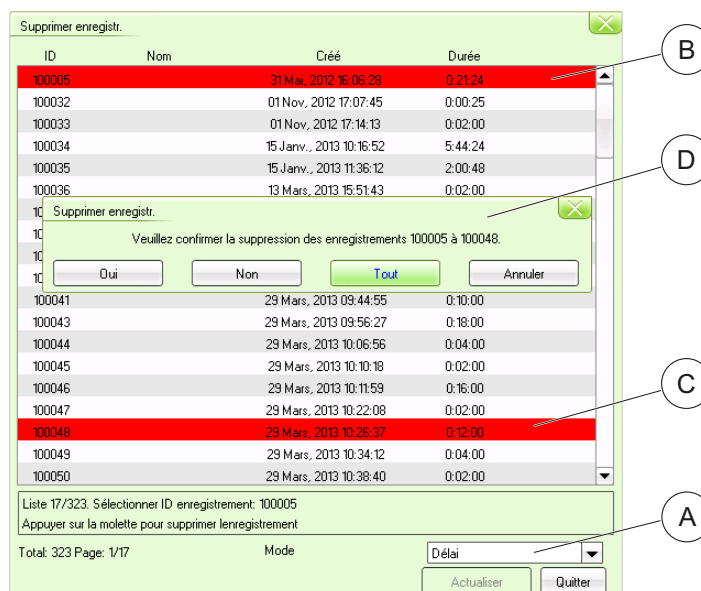 Supprimer enregistr.
ID Nom Créé Durée
B
100005 31 Mai, 2012 16:06:28 0:21:24
100032 01 Nov, 2012 17:07:45 0:00:25
100033 01 Nov, 2012 17:14:13 0:02:00
100034 15 Janv., 2013 10:16:52 5:44:24
D
100035 15 Janv., 2013 11:36:12 2:00:48
100036 13 Mars, 2013 15:51:43 0:02:00
10
Supprimer enregistr.
10
Veuillez confirmer la suppression des enregistrements 100005 à 100048.
10
10
Oui Non Tout Annuler
100041 29 Mars, 2013 09:44:55 0:10:00
100043 29 Mars, 2013 09:56:27 0:18:00
100044 29 Mars, 2013 10:06:56 0:04:00
100045 29 Mars, 2013 10:10:18 0:02:00
C
100046 29 Mars, 2013 10:11:59 0:16:00
100047 29 Mars, 2013 10:22:08 0:02:00
100048 29 Mars, 2013 10:26:37 0:12:00
100049 29 Mars, 2013 10:34:12 0:04:00
100050 29 Mars, 2013 10:38:40 0:02:00
Liste 17/323. Sélectionner ID enregistrement: 100005
Appuyer sur la molette pour supprimer lenregistrement
A
Total: 323 Page: 1/17 Mode Délai
Actualiser Quitter